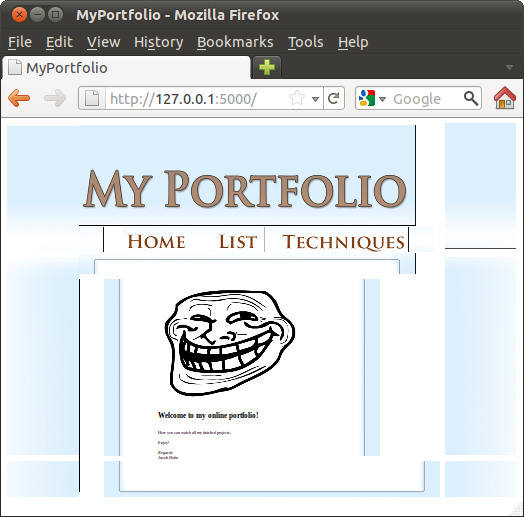 MyPortfolio - Mozilla Firefox
File Edit View History Bookmarks Tools Help
MyPortfolio
http://127.0.0.1:5000/ Google
My Portfolio
Home List Techniques
Welcome to my online portfolio!
Here you can watch all my finished projects.
Enjoy!
Regards
Jacob Holm